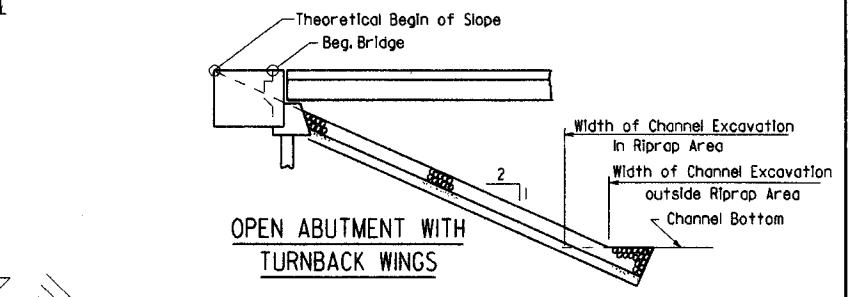 Theoretical Begin of Slope
Beg. Bridge
Width of Channel Excavation
In Riprap Area
2
1
Width of Channel Excavation
outside Riprap Area
Channel Bottom
OPEN ABUTMENT WITH
TURNBACK WINGS